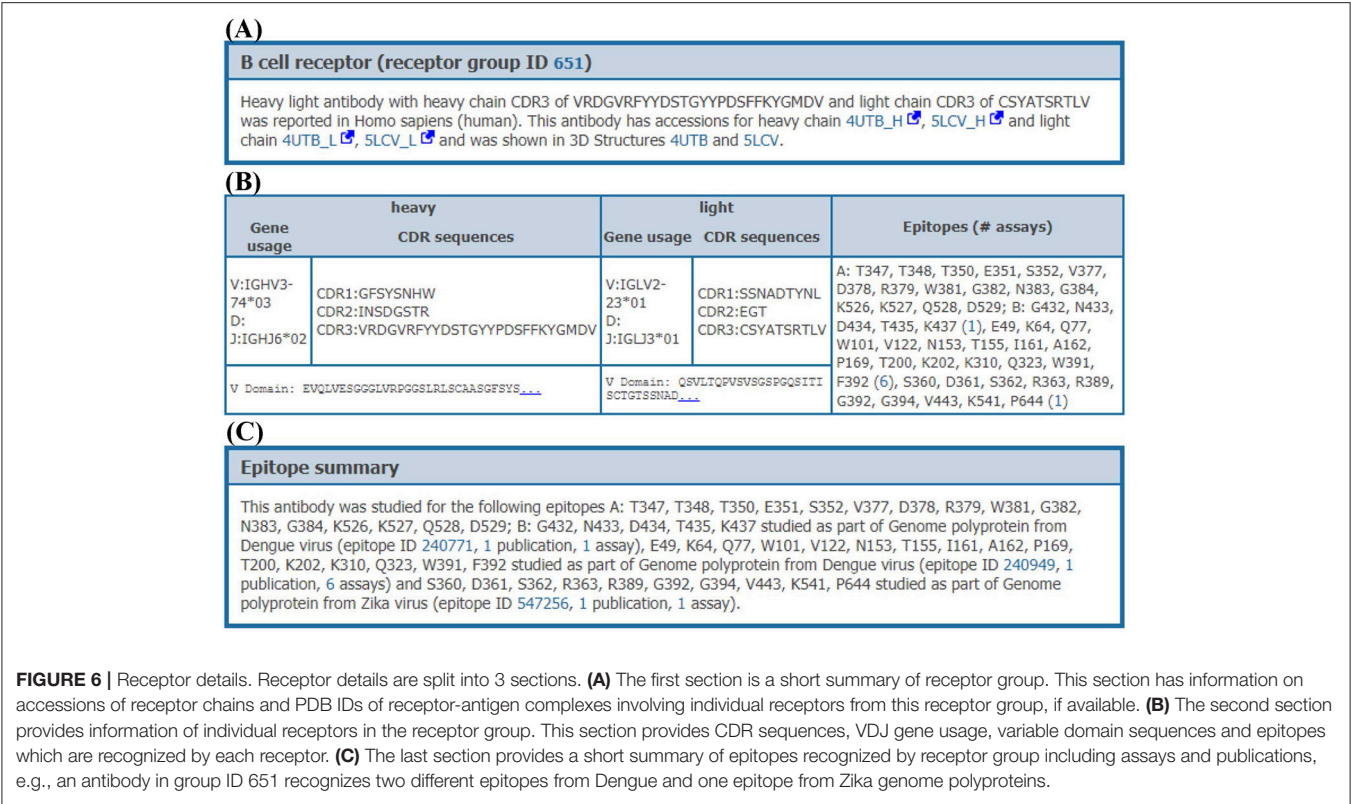 (A)
B cell receptor (receptor group ID 651)
Heavy light antibody with heavy chain CDR3 of VRDGVRFYYDSTGYYPDSFFKYGMDV and light chain CDR3 of CSYATSRTLV
was reported in Homo sapiens (human). This antibody has accessions for heavy chain 4UTB_H, 5LCV_H and light
chain 4UTB_L, 5LCV_L and was shown in 3D Structures 4UTB and 5LCV.
(B)
heavy
light
Epitopes (# assays)
Gene
usage
CDR sequences
Gene usage
CDR sequences
V:IGHV3-
74*03
D:
J:IGHJ6*02
CDR1:GFSYSNHW
CDR2:INSDGSTR
CDR3:VRDGVRFYYDSTGYYPDSFFKYGMDV
V:IGLV2-
23*01
D:
J:IGLJ3*01
CDR1:SSNADTYNL
CDR2:EGT
CDR3:CSYATSRTLV
A: T347, T348, T350, E351, S352, V377,
D378, R379, W381, G382, N383, G384,
K526, K527, Q528, D529; B: G432, N433,
D434, T435, K437 (1), E49, K64, Q77,
W101, V122, N153, T155, I161, A162,
P169, T200, K202, K310, Q323, W391,
F392 (6), S360, D361, S362, R363, R389,
G392, G394, V443, K541, P644 (1)
V Domain: EVQLVESGGGLVRPGGSLRLSCAASGFSYS...
V Domain: QSVLTQPVSVSGSPGQSITI
SCTGTSSNAD...
(C)
Epitope summary
This antibody was studied for the following epitopes A: T347, T348, T350, E351, S352, V377, D378, R379, W381, G382,
N383, G384, K526, K527, Q528, D529; B: G432, N433, D434, T435, K437 studied as part of Genome polyprotein from
Dengue virus (epitope ID 240771, 1 publication, 1 assay), E49, K64, Q77, W101, V122, N153, T155, I161, A162, P169,
T200, K202, K310, Q323, W391, F392 studied as part of Genome polyprotein from Dengue virus (epitope ID 240949, 1
publication, 6 assays) and S360, D361, S362, R363, R389, G392, G394, V443, K541, P644 studied as part of Genome
polyprotein from Zika virus (epitope ID 547256, 1 publication, 1 assay).
FIGURE 6 | Receptor details. Receptor details are split into 3 sections. (A) The first section is a short summary of receptor group. This section has information on
accessions of receptor chains and PDB IDs of receptor-antigen complexes involving individual receptors from this receptor group, if available. (B) The second section
provides information of individual receptors in the receptor group. This section provides CDR sequences, VDJ gene usage, variable domain sequences and epitopes
which are recognized by each receptor. (C) The last section provides a short summary of epitopes recognized by receptor group including assays and publications,
e.g., an antibody in group ID 651 recognizes two different epitopes from Dengue and one epitope from Zika genome polyproteins.